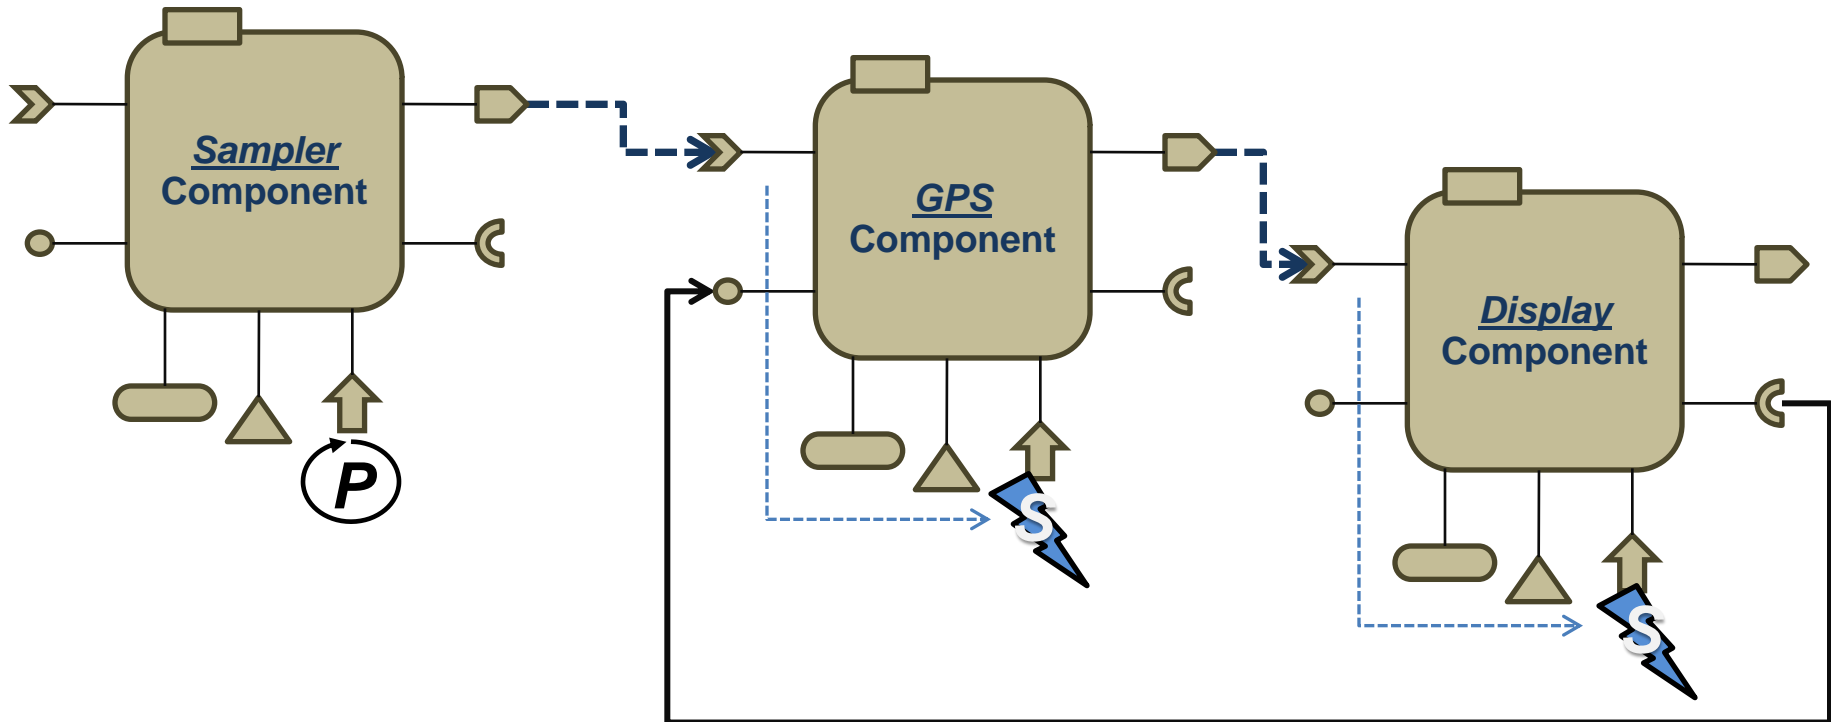 Sampler
Component
P
GPS
Component
S
Display
Component
S